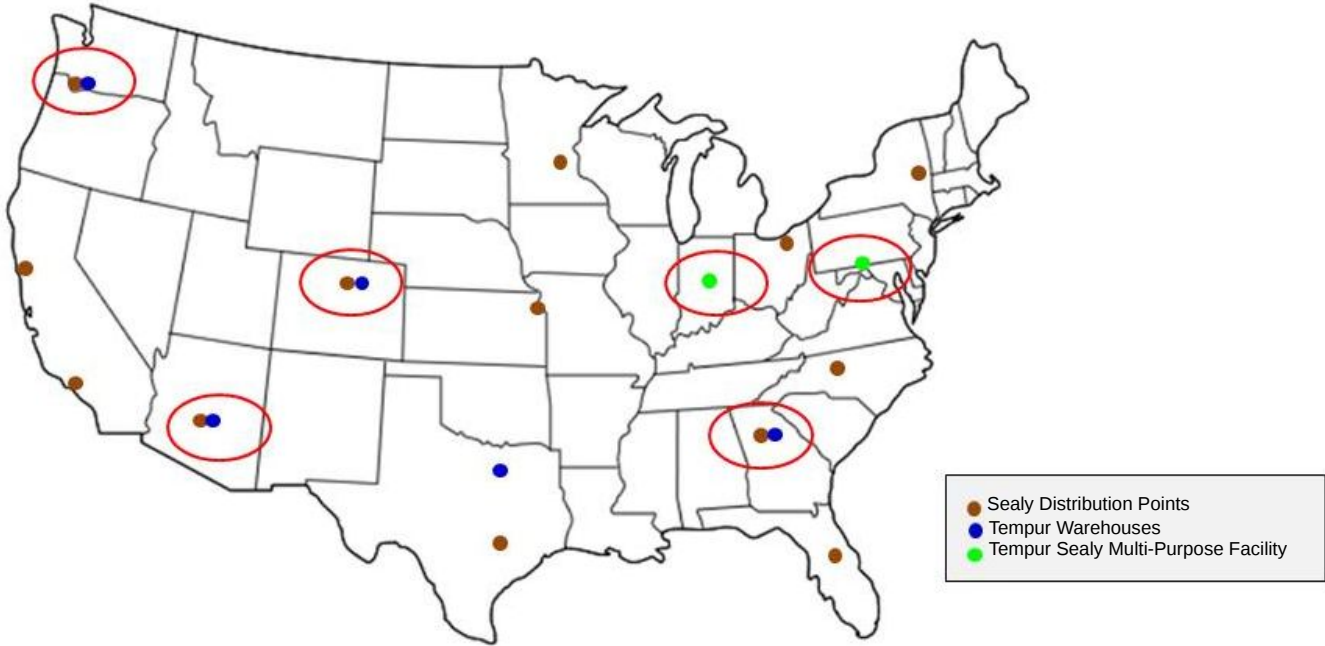 Sealy Distribution Points
Tempur Warehouses
Tempur Sealy Multi-Purpose Facility